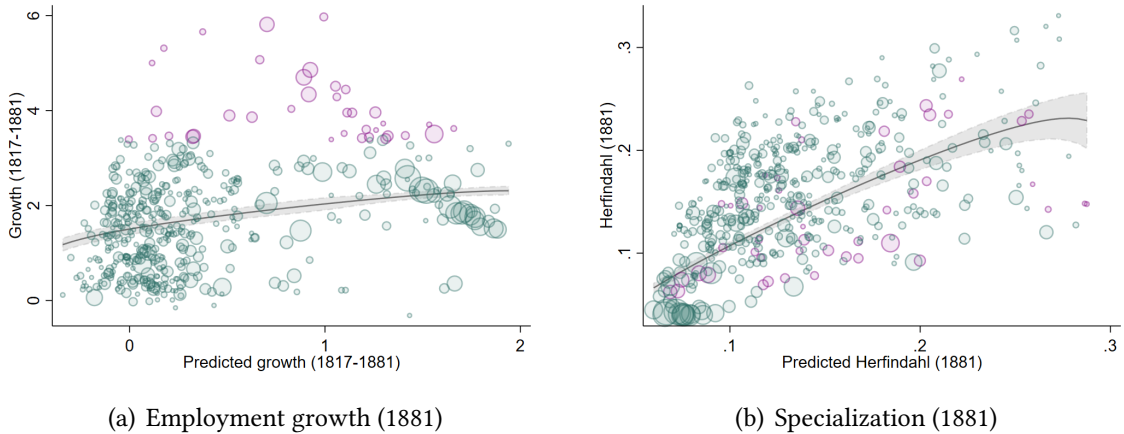 Growth (1817-1881)
6
4
2
0
0
1
2
Predicted growth (1817-1881)
(a) Employment growth (1881)
Herfindahl (1881)
.3
.2
.1
.1
.2
.3
Predicted Herfindahl (1881)
(b) Specialization (1881)